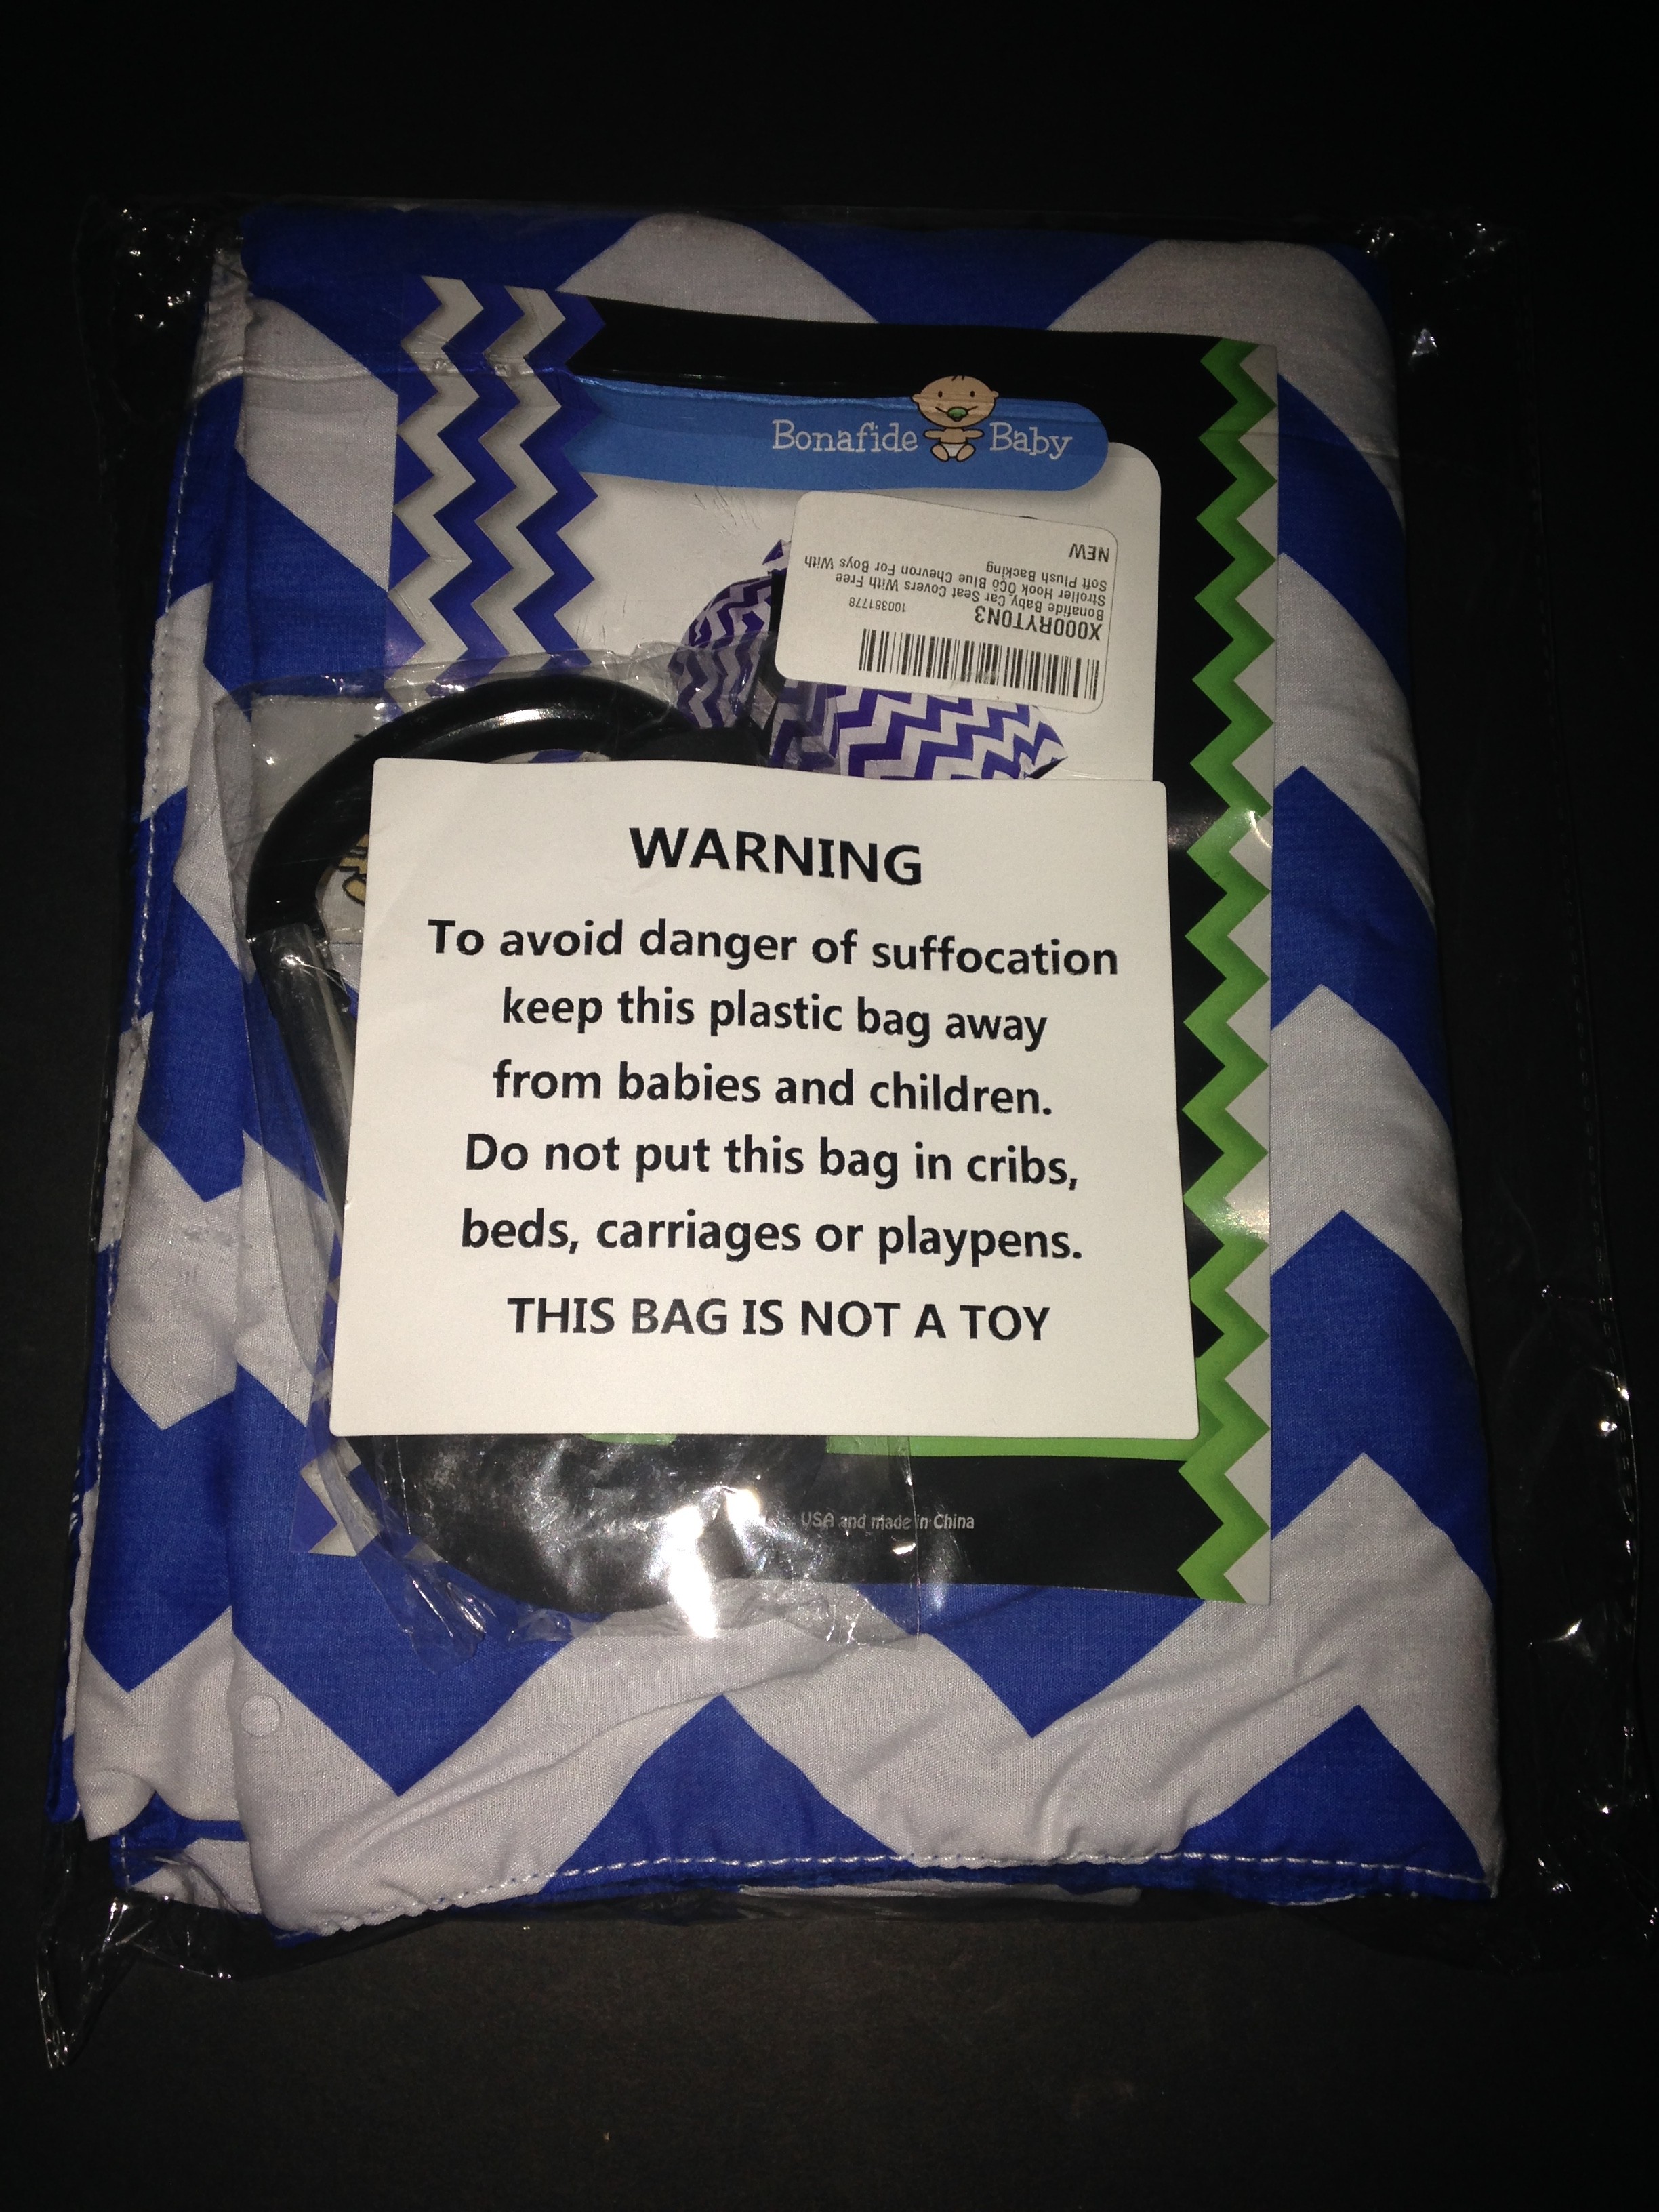 Bonafide Baby
X000RYTON3
100381778
Bonafide Baby, Car Seat Covers With Free
Stroller Hook ÔÇô Blue Chevron For Boys With
Soft Plush Backing
NEW
WARNING
To avoid danger of suffocation
keep this plastic bag away
from babies and children.
Do not put this bag in cribs,
beds, carriages or playpens.
THIS BAG IS NOT A TOY
USA and made in China